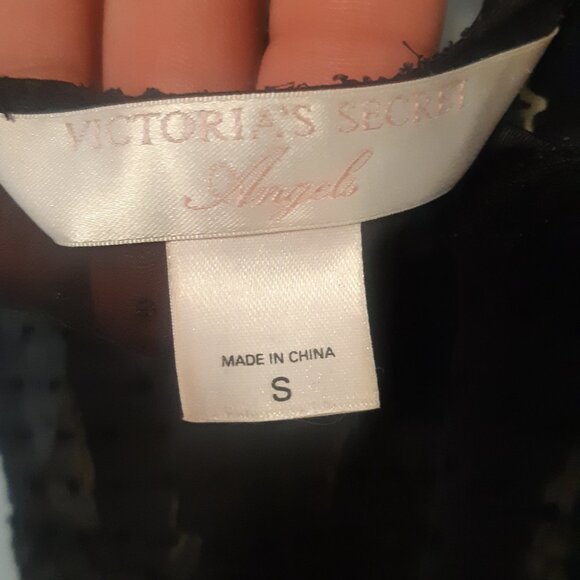 VICTORIA'S SECRET
Angels
MADE IN CHINA
S